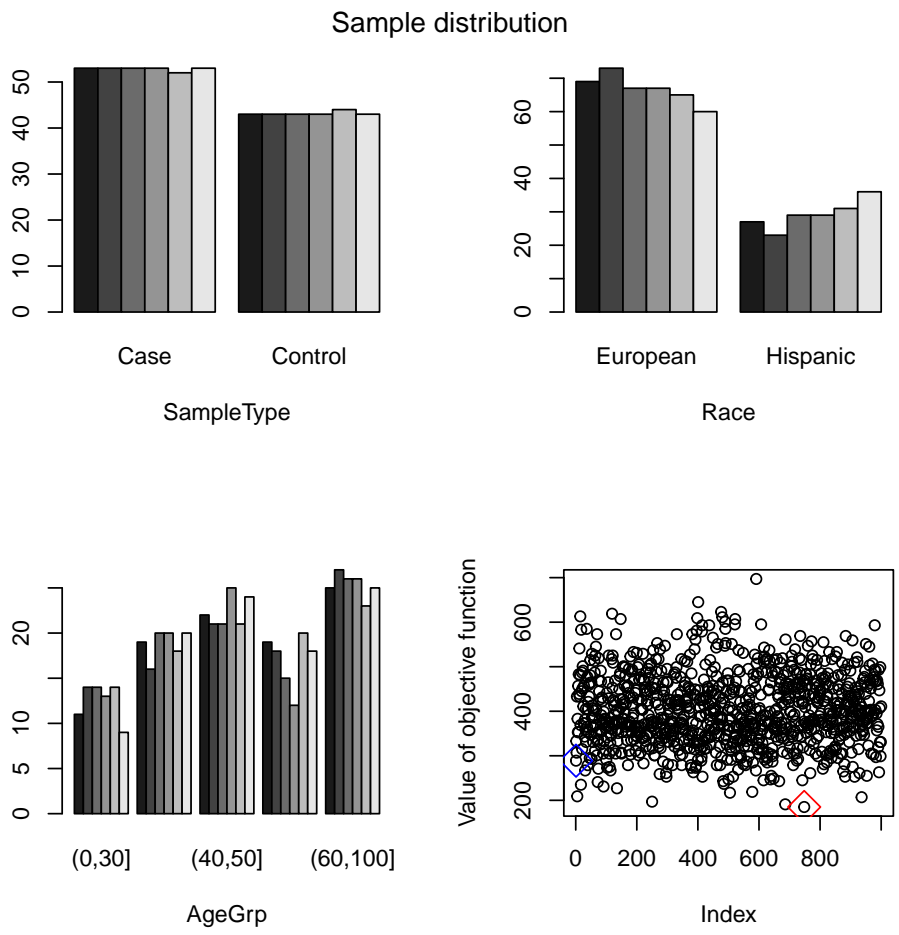 Sample distribution
50
40
30
20
10
0
Case Control
SampleType
60
40
20
0
European Hispanic
Race
20
10
5
0
(0,30] (40,50] (60,100]
AgeGrp
Value of objective function
600
400
200
0 200 400 600 800
Index